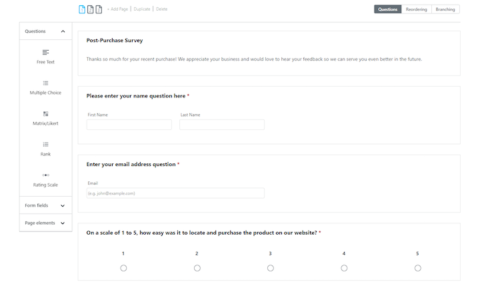 + Add Page | Duplicate | Delete
Questions Reordering Branching
Questions
Free Text
Multiple Choice
Matrix/Likert
Rank
Rating Scale
Form fields
Page elements
Post-Purchase Survey
Thanks so much for your recent purchase! We appreciate your business and would love to hear your feedback so we can serve you even better in the future.
Please enter your name question here *
First Name Last Name
Enter your email address question *
Email
(e.g. john@example.com)
On a scale of 1 to 5, how easy was it to locate and purchase the product on our website? *
1 2 3 4 5